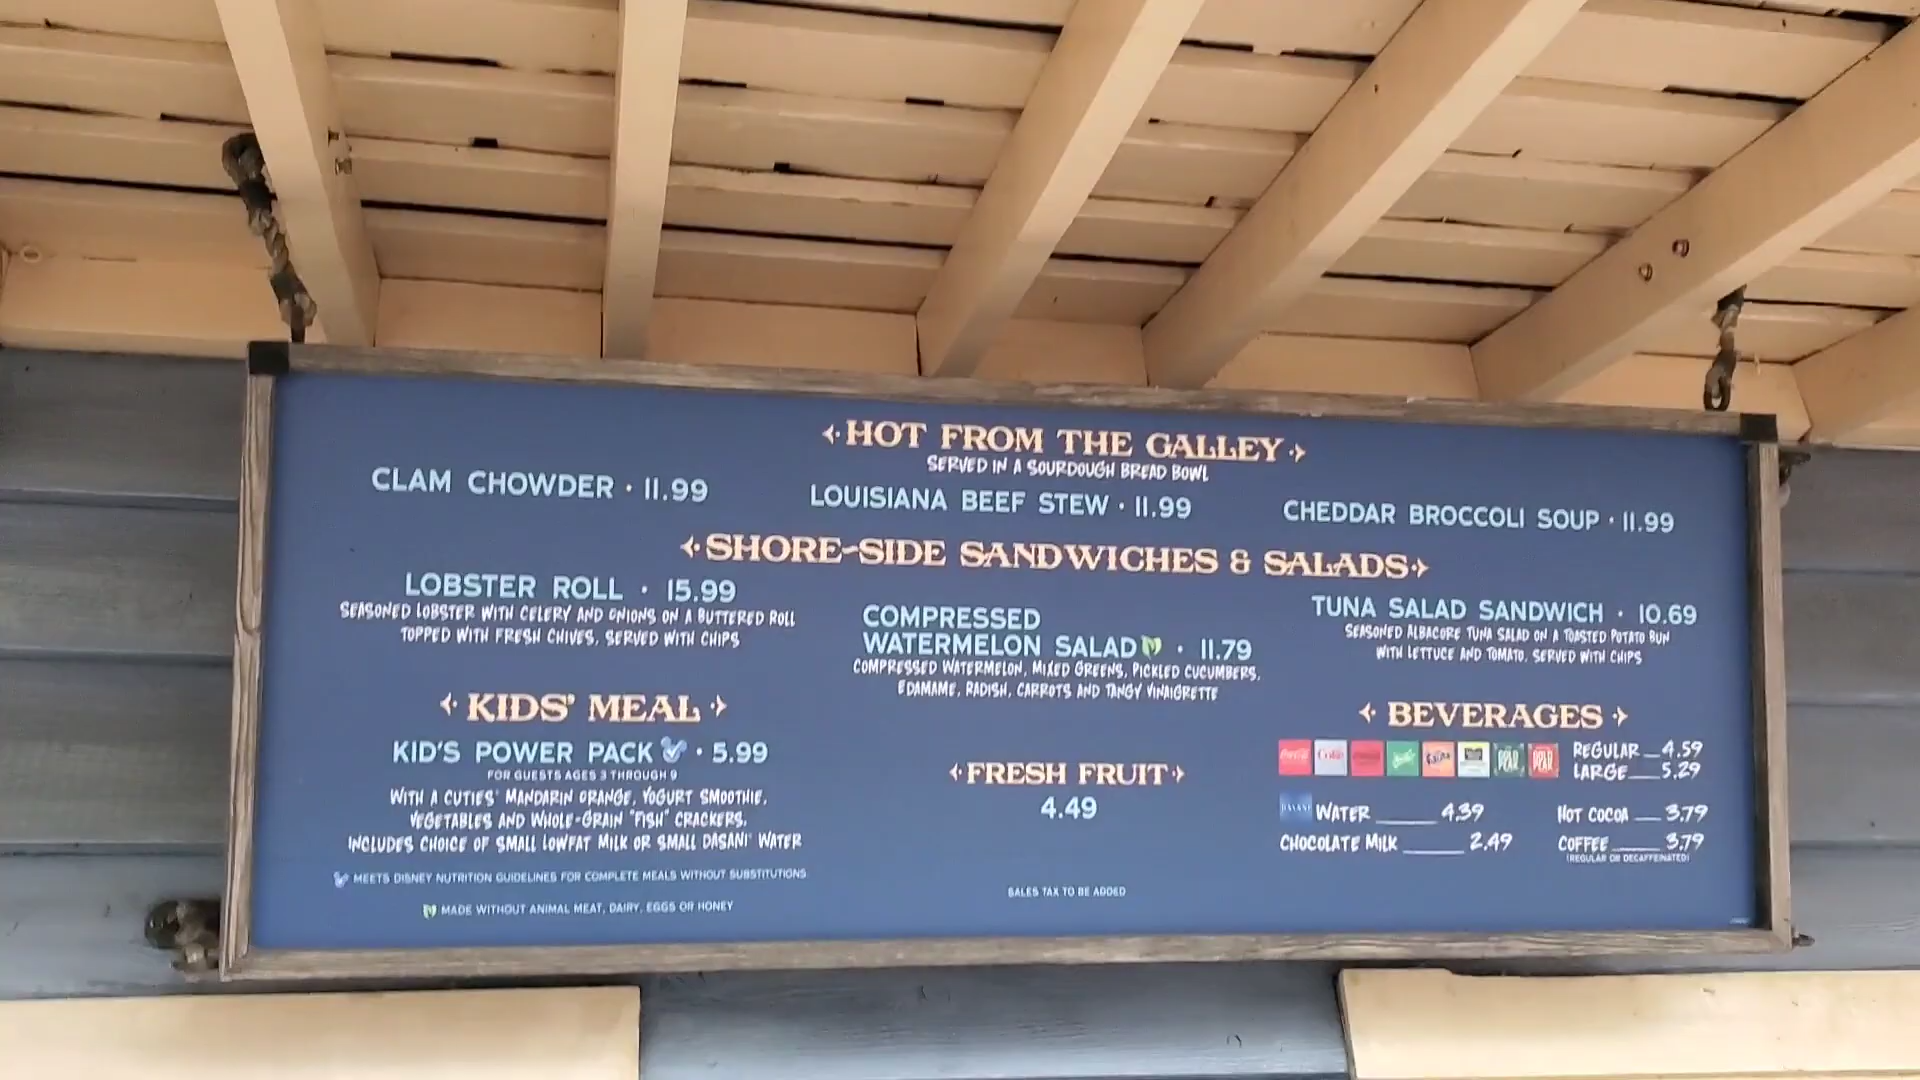 HOT FROM THE GALLEY
SERVED IN A SOURDOUGH BREAD BOWL
CLAM CHOWDER · 11.99
LOUISIANA BEEF STEW · 11.99
CHEDDAR BROCCOLI SOUP · 11.99
SHORE-SIDE SANDWICHES & SALADS
LOBSTER ROLL · 15.99
SEASONED LOBSTER WITH CELERY AND ONIONS ON A BUTTERED ROLL
TOPPED WITH FRESH CHIVES, SERVED WITH CHIPS
COMPRESSED
WATERMELON SALAD · 11.79
COMPRESSED WATERMELON, MIXED GREENS, PICKLED CUCUMBERS,
EDAMAME, RADISH, CARROTS AND TANGY VINAIGRETTE
TUNA SALAD SANDWICH · 10.69
SEASONED ALBACORE TUNA SALAD ON A TOASTED POTATO BUN
WITH LETTUCE AND TOMATO, SERVED WITH CHIPS
KIDS' MEAL
KID'S POWER PACK · 5.99
FOR GUESTS AGES 3 THROUGH 9
WITH A CUTIES® MANDARIN ORANGE, YOGURT SMOOTHIE,
VEGETABLES AND WHOLE-GRAIN "FISH" CRACKERS.
INCLUDES CHOICE OF SMALL LOWFAT MILK OR SMALL DASANI® WATER
MEETS DISNEY NUTRITION GUIDELINES FOR COMPLETE MEALS WITHOUT SUBSTITUTIONS
MADE WITHOUT ANIMAL MEAT, DAIRY, EGGS OR HONEY
FRESH FRUIT
4.49
SALES TAX TO BE ADDED
BEVERAGES
Coke
GOLD PEAK
GOLD PEAK
REGULAR 4.59
LARGE 5.29
DASANI
WATER 4.39
HOT COCOA 3.79
CHOCOLATE MILK 2.49
COFFEE 3.79
(REGULAR OR DECAFFEINATED)